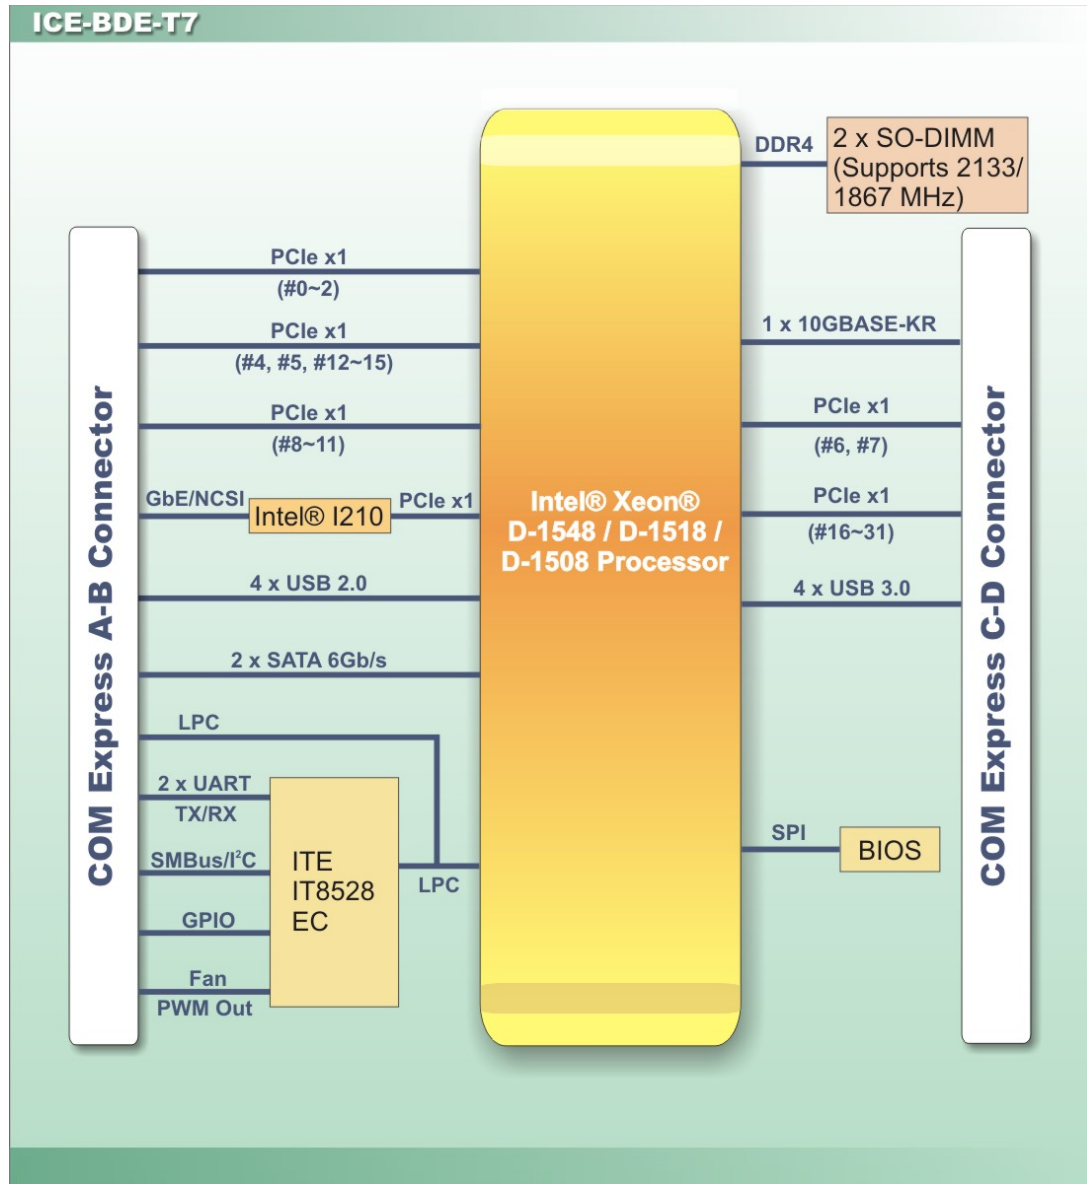 ICE-BDE-T7
DDR4
2 x SO-DIMM
(Supports 2133/
1867 MHz)
COM Express A-B Connector
PCIe x1
(#0~2)
PCIe x1
(#4, #5, #12~15)
PCIe x1
(#8~11)
GbE/NCSI
Intel® I210
PCIe x1
4 x USB 2.0
2 x SATA 6Gb/s
LPC
2 x UART
TX/RX
SMBus/I²C
GPIO
Fan
PWM Out
ITE
IT8528
EC
LPC
Intel® Xeon®
D-1548 / D-1518 /
D-1508 Processor
1 x 10GBASE-KR
PCIe x1
(#6, #7)
PCIe x1
(#16~31)
4 x USB 3.0
SPI
BIOS
COM Express C-D Connector